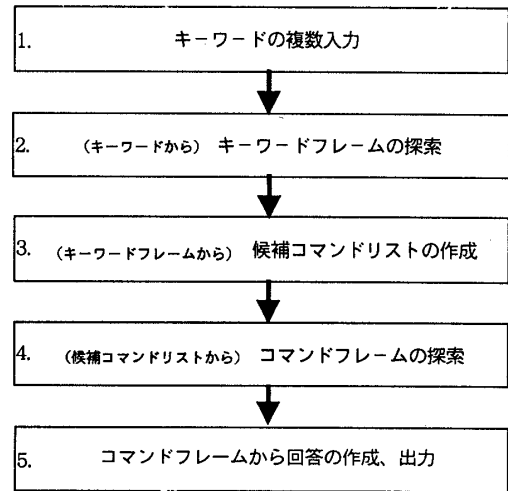 1. キーワードの複数入力
2. (キーワードから) キーワードフレームの探索
3. (キーワードフレームから) 候補コマンドリストの作成
4. (候補コマンドリストから) コマンドフレームの探索
5. コマンドフレームから回答の作成、出力